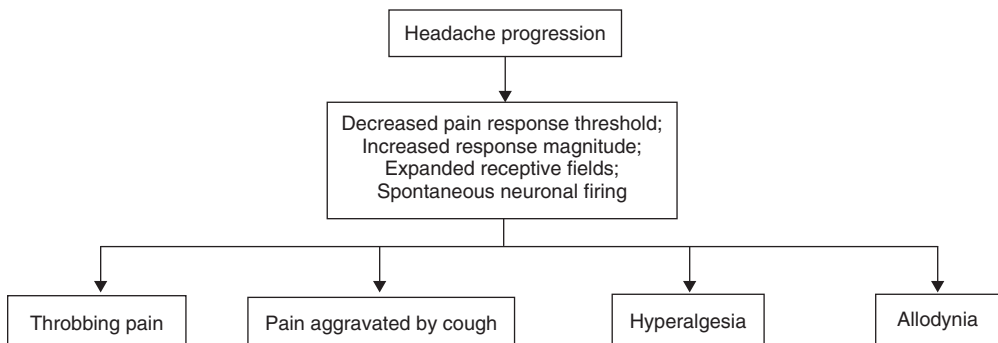 Headache progression
Decreased pain response threshold;
Increased response magnitude;
Expanded receptive fields;
Spontaneous neuronal firing
Throbbing pain
Pain aggravated by cough
Hyperalgesia
Allodynia